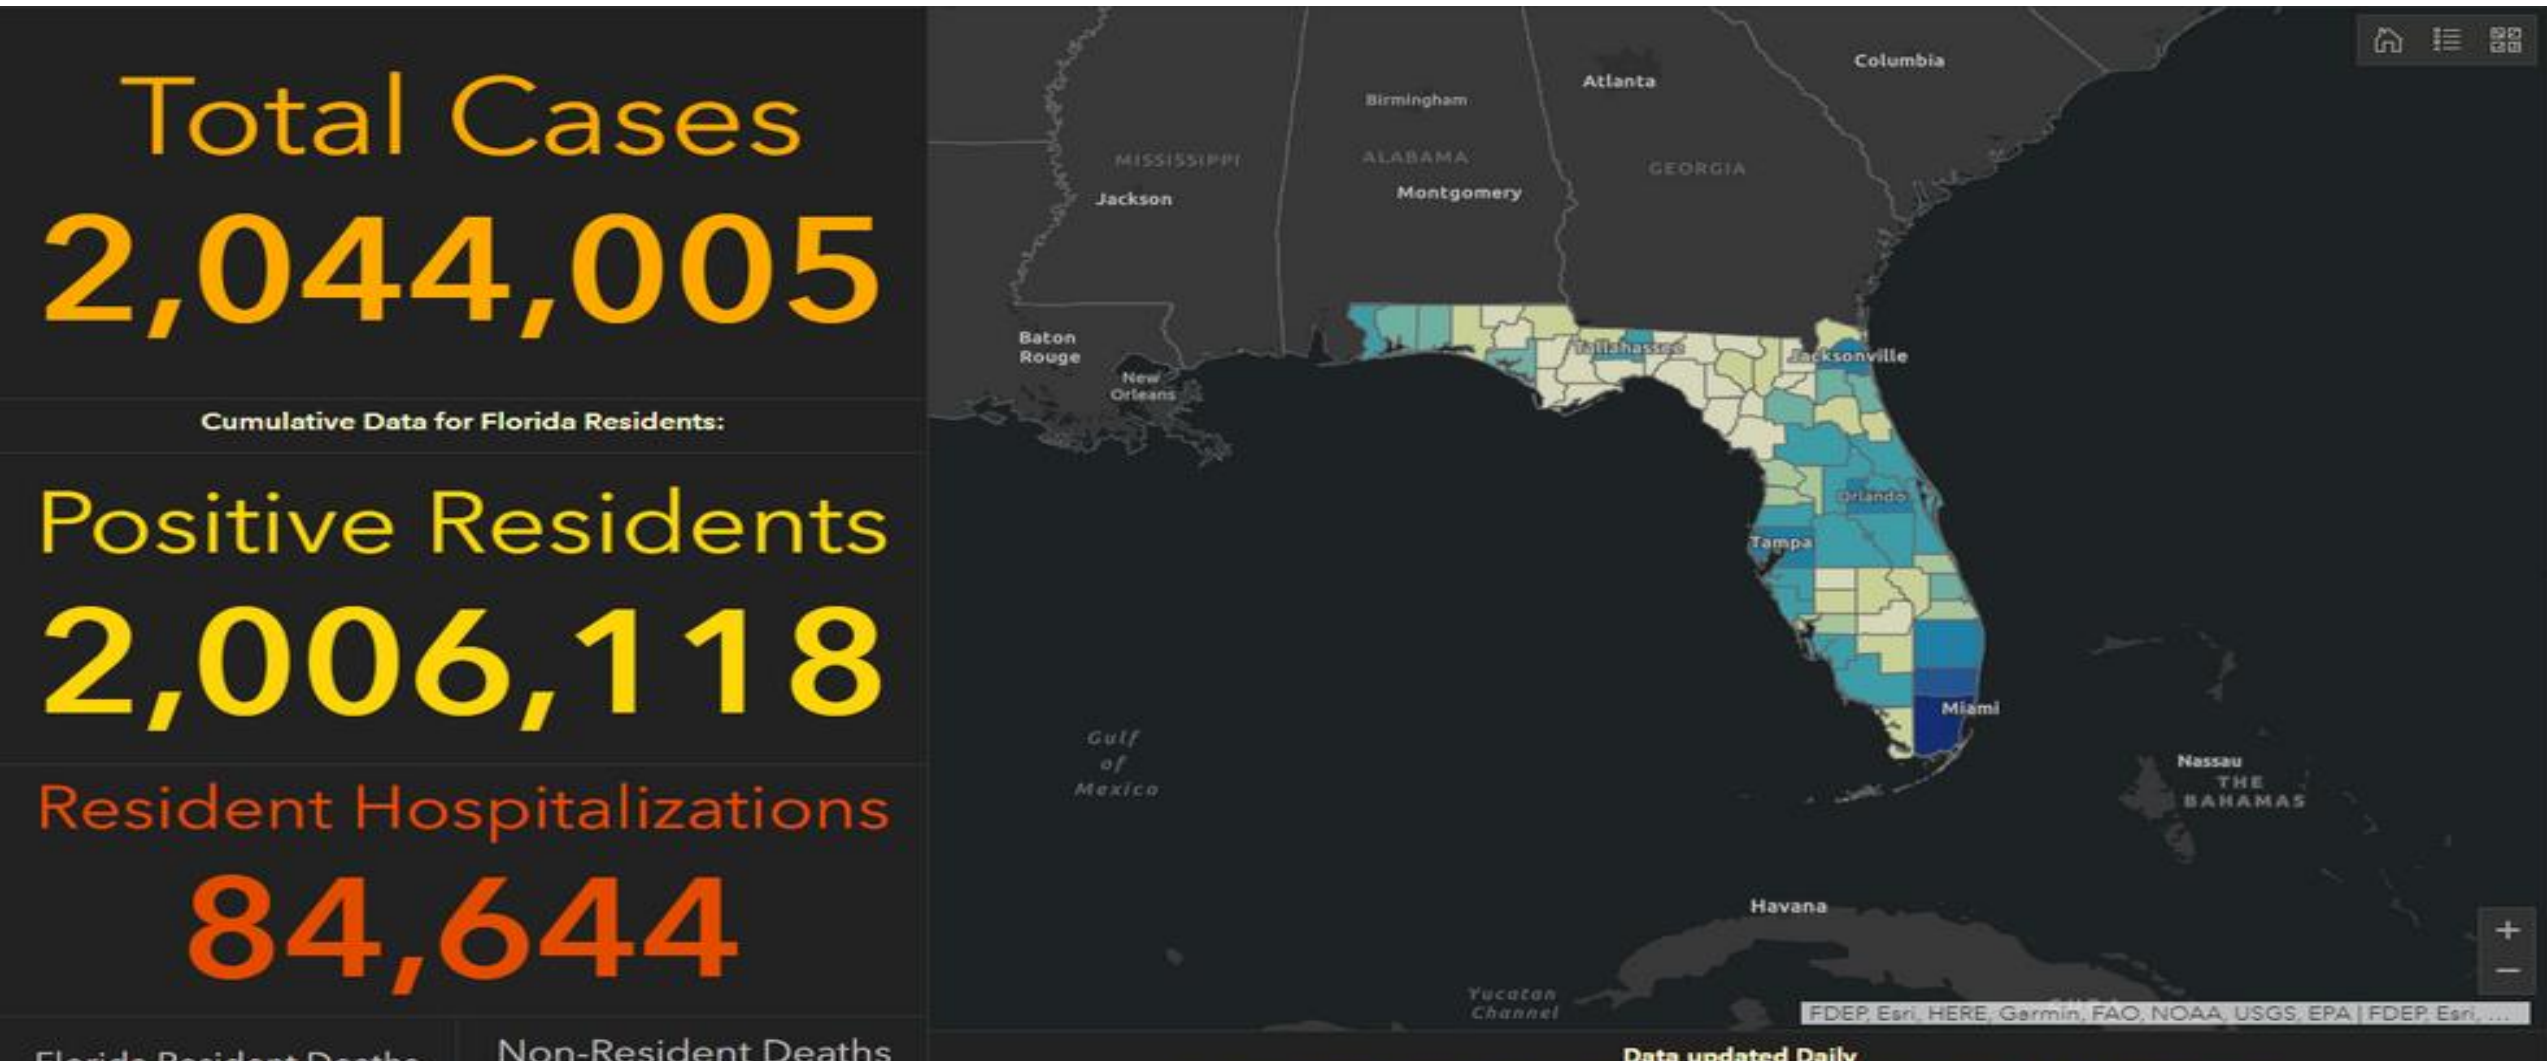 Total Cases
2,044,005
Cumulative Data for Florida Residents:
Positive Residents
2,006,118
Resident Hospitalizations
84,644
Florida Resident Deaths
Non-Resident Deaths
Columbia
Atlanta
Birmingham
MISSISSIPPI
ALABAMA
GEORGIA
Jackson
Montgomery
Baton
Rouge
Tallahassee
Jacksonville
New
Orleans
Orlando
Tampa
Miami
Gulf
of
Mexico
Nassau
THE
BAHAMAS
Havana
+
−
Yucatan
Channel
FDEP, Esri, HERE, Garmin, FAO, NOAA, USGS, EPA | FDEP, Esri, ...
Data updated Daily